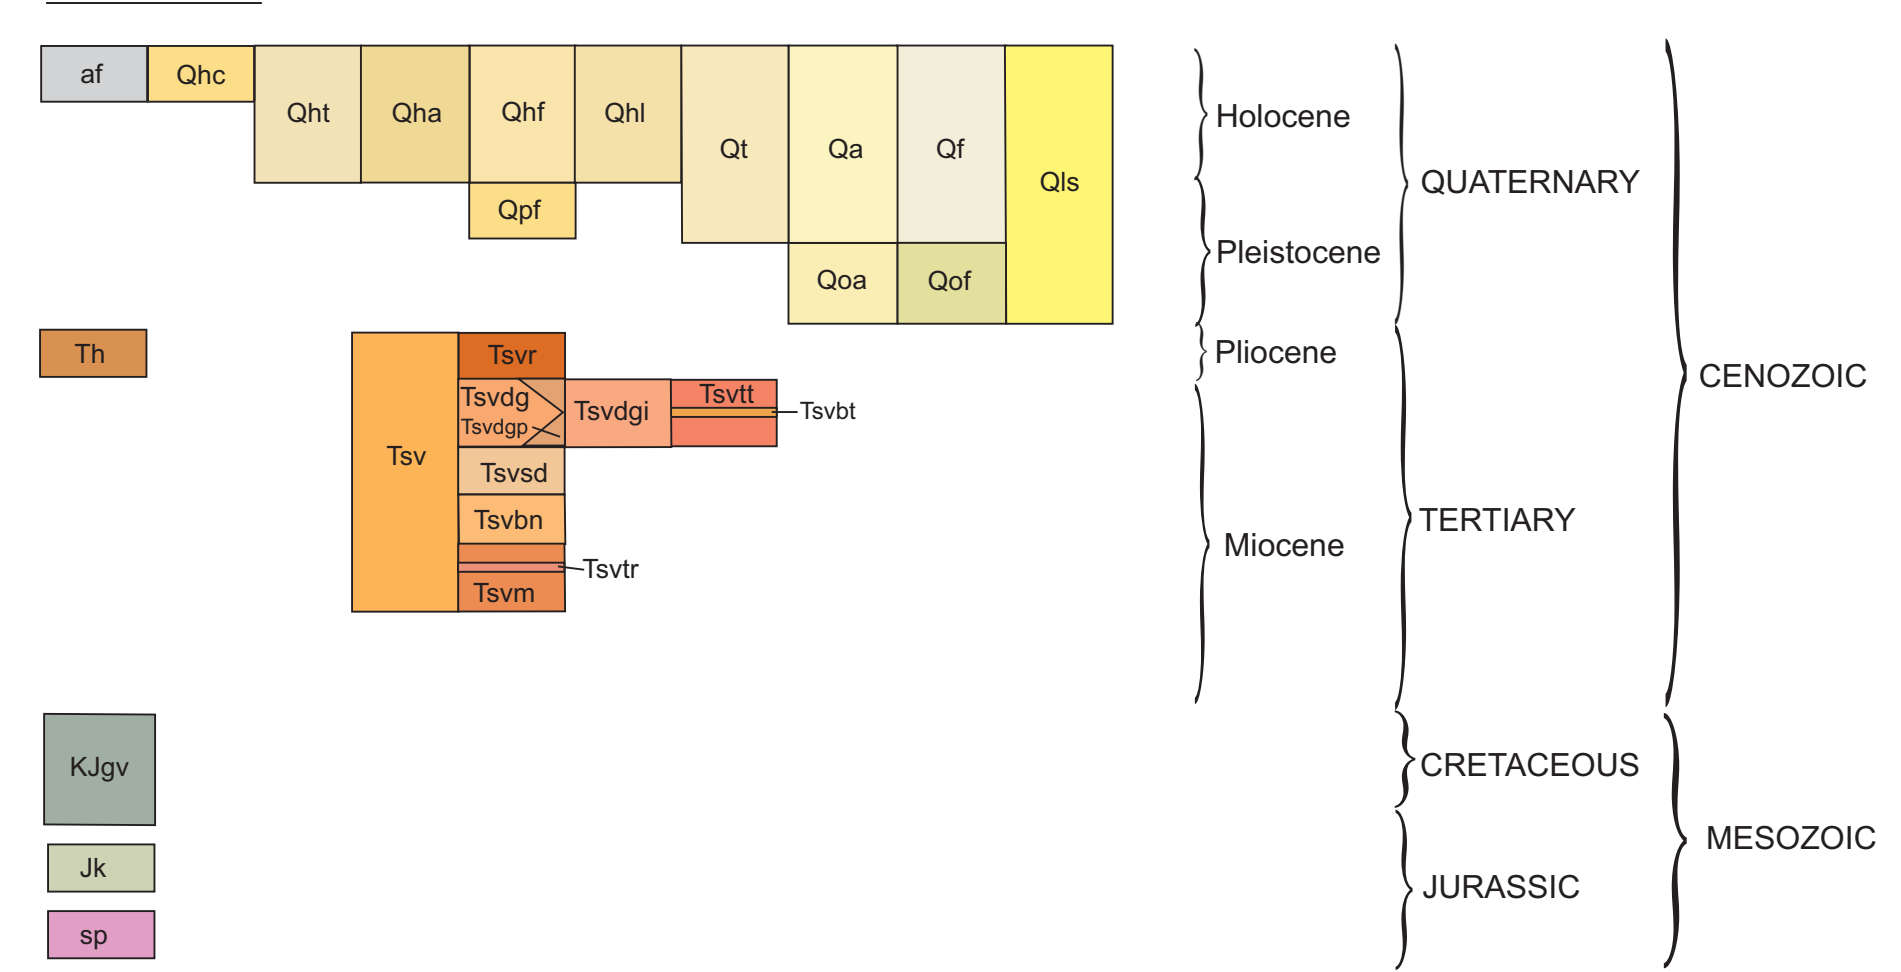 af
Qhc
Qht
Qha
Qhf
Qhl
Qt
Qa
Qf
Qls
Qpf
Qoa
Qof
Holocene
Pleistocene
QUATERNARY
Th
Tsv
Tsvr
Tsvdg
Tsvdgp
Tsvdgi
Tsvtt
Tsvbt
Tsvsd
Tsvbn
Tsvtr
Tsvm
Pliocene
Miocene
TERTIARY
CENOZOIC
KJgv
Jk
sp
CRETACEOUS
JURASSIC
MESOZOIC